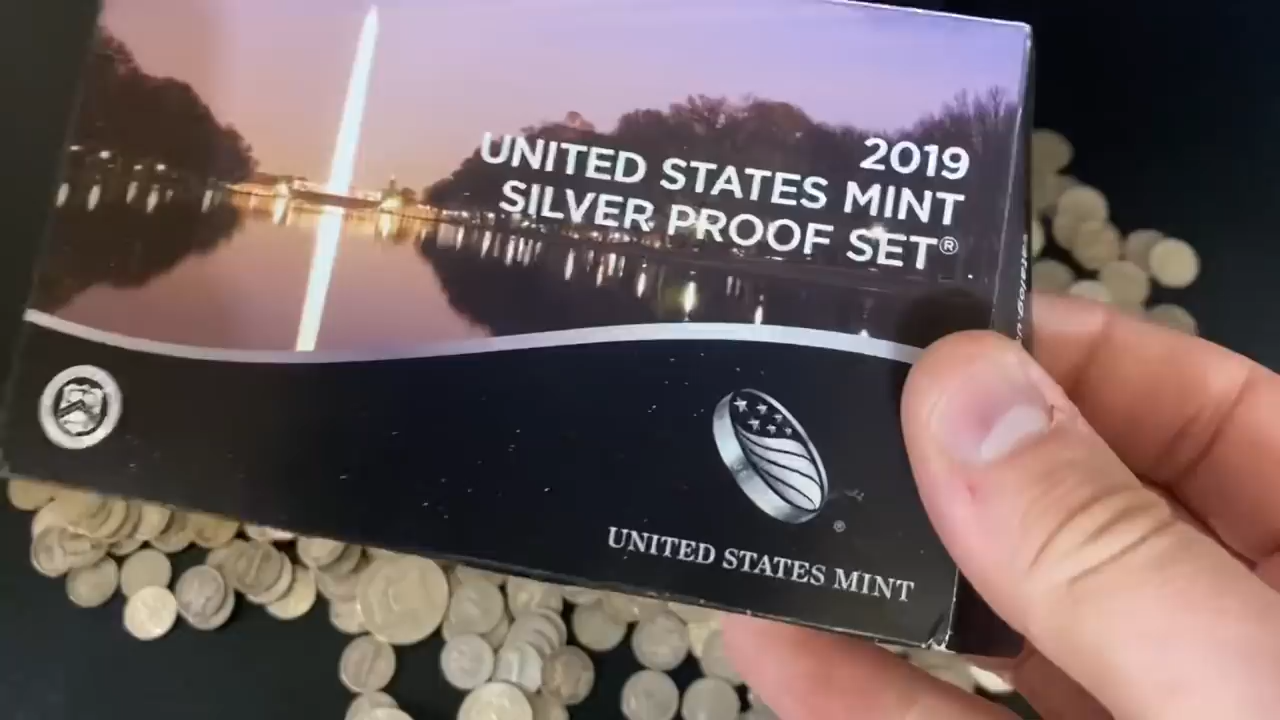 2019
UNITED STATES MINT
SILVER PROOF SET®
®
UNITED STATES MINT